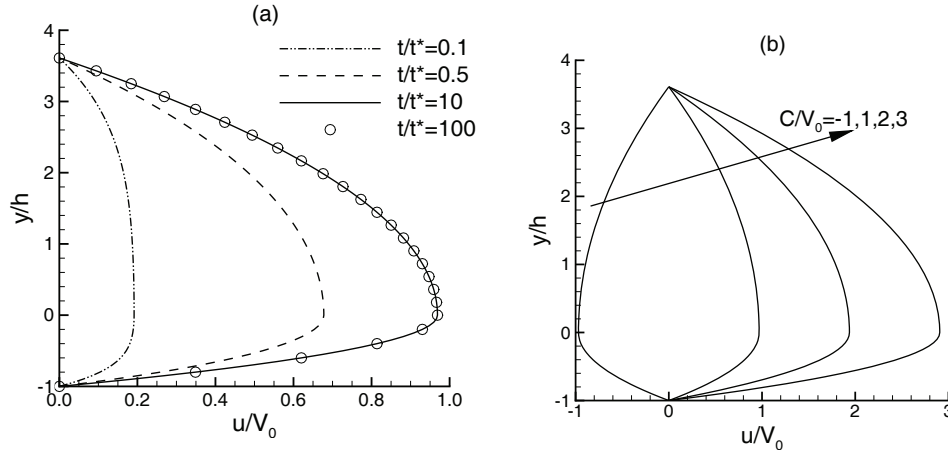 (a)
t/t*=0.1
t/t*=0.5
t/t*=10
t/t*=100
4
3
2
1
0
-1
y/h
0.0 0.2 0.4 0.6 0.8 1.0
u/V0
(b)
C/V0=-1,1,2,3
4
3
2
1
0
-1
y/h
-1 0 1 2 3
u/V0